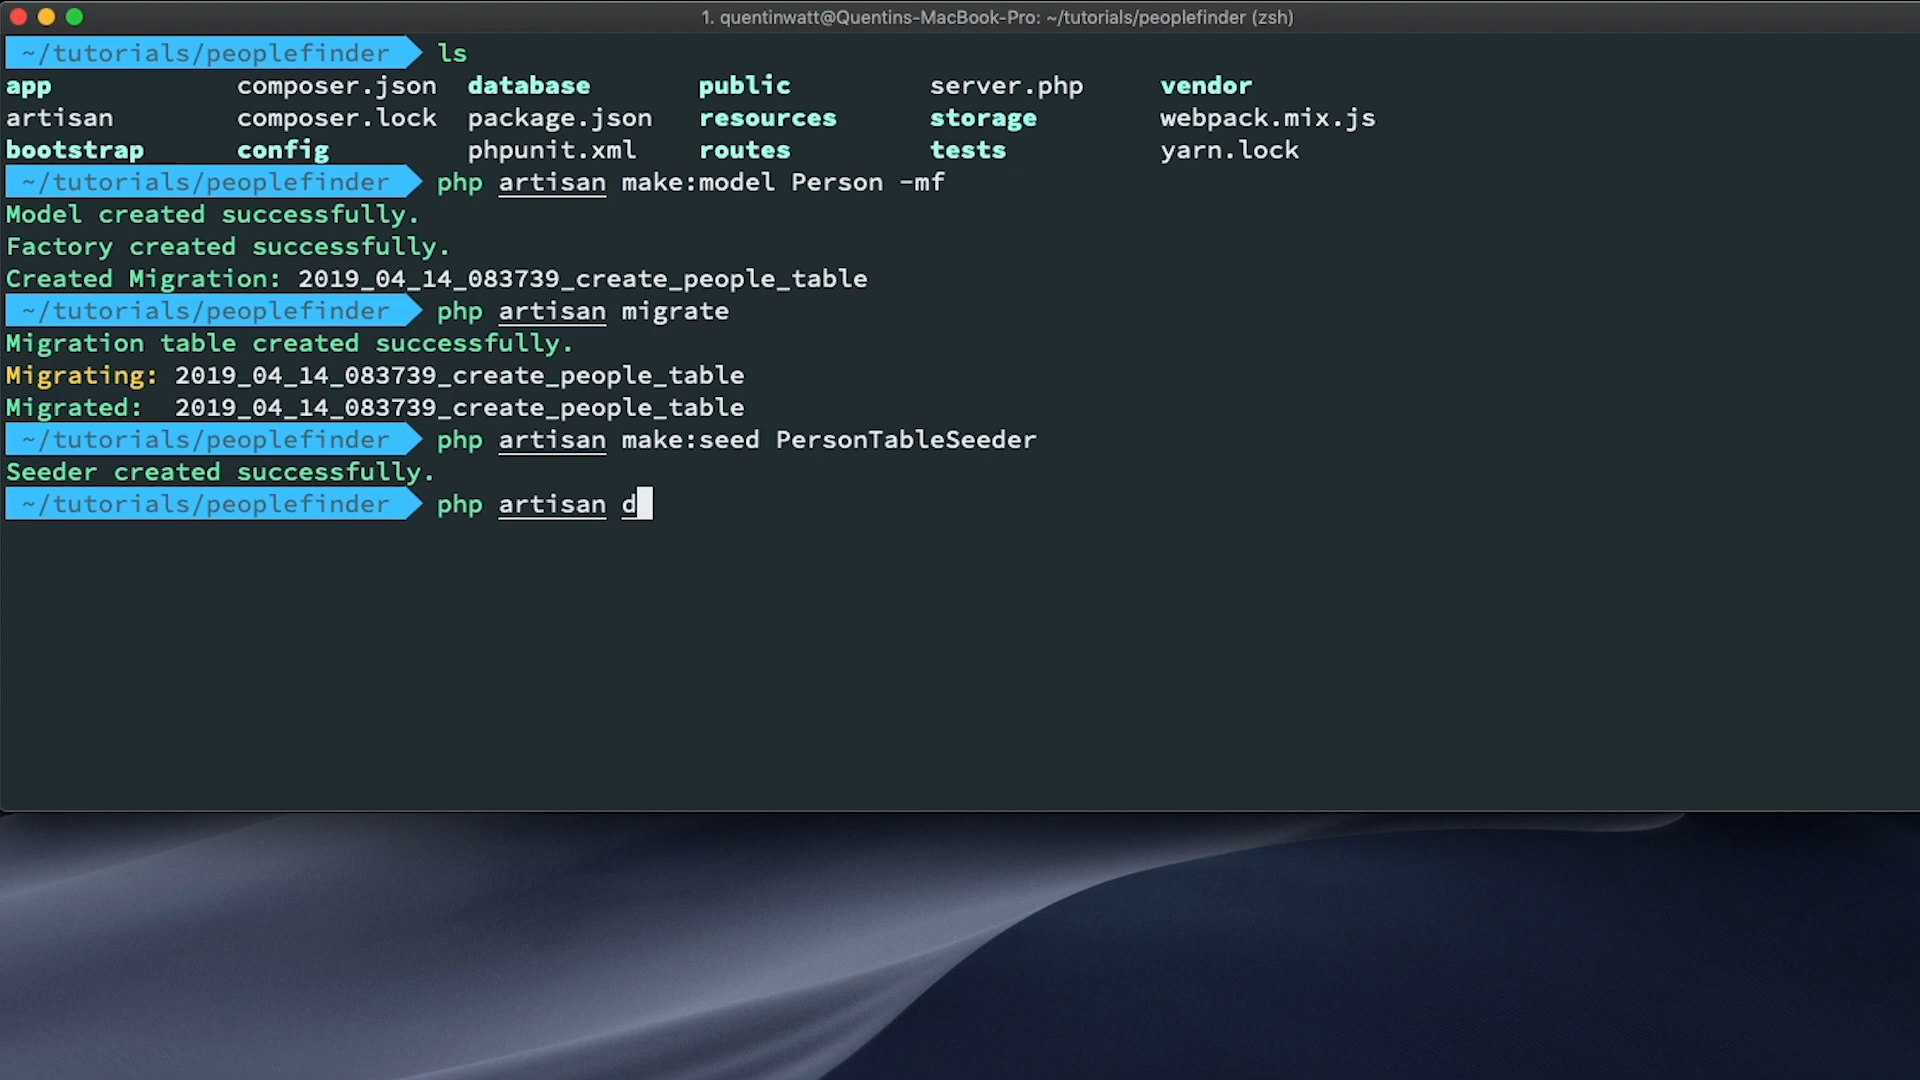 1. quentinwatt@Quentins-MacBook-Pro: ~/tutorials/peoplefinder (zsh)
~/tutorials/peoplefinder ls
app composer.json database public server.php vendor
artisan composer.lock package.json resources storage webpack.mix.js
bootstrap config phpunit.xml routes tests yarn.lock
~/tutorials/peoplefinder php artisan make:model Person -mf
Model created successfully.
Factory created successfully.
Created Migration: 2019_04_14_083739_create_people_table
~/tutorials/peoplefinder php artisan migrate
Migration table created successfully.
Migrating: 2019_04_14_083739_create_people_table
Migrated: 2019_04_14_083739_create_people_table
~/tutorials/peoplefinder php artisan make:seed PersonTableSeeder
Seeder created successfully.
~/tutorials/peoplefinder php artisan d